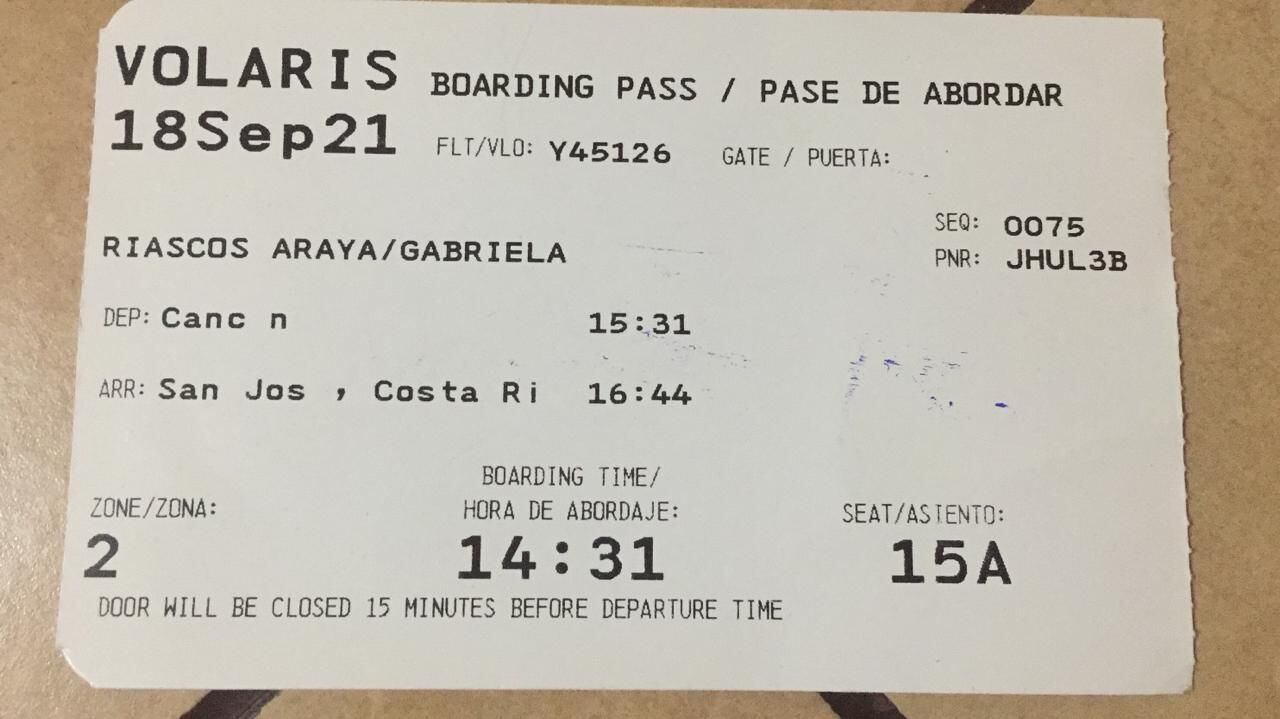 VOLARIS BOARDING PASS / PASE DE ABORDAR
18Sep21 FLT/VLO: Y45126 GATE / PUERTA:
SEQ: 0075
RIASCOS ARAYA/GABRIELA
PNR: JHUL3B
DEP: Canc n 15:31
ARR: San Jos , Costa Ri 16:44
BOARDING TIME/
ZONE/ZONA: HORA DE ABORDAJE: SEAT/ASIENTO:
2 14:31 15A
DOOR WILL BE CLOSED 15 MINUTES BEFORE DEPARTURE TIME